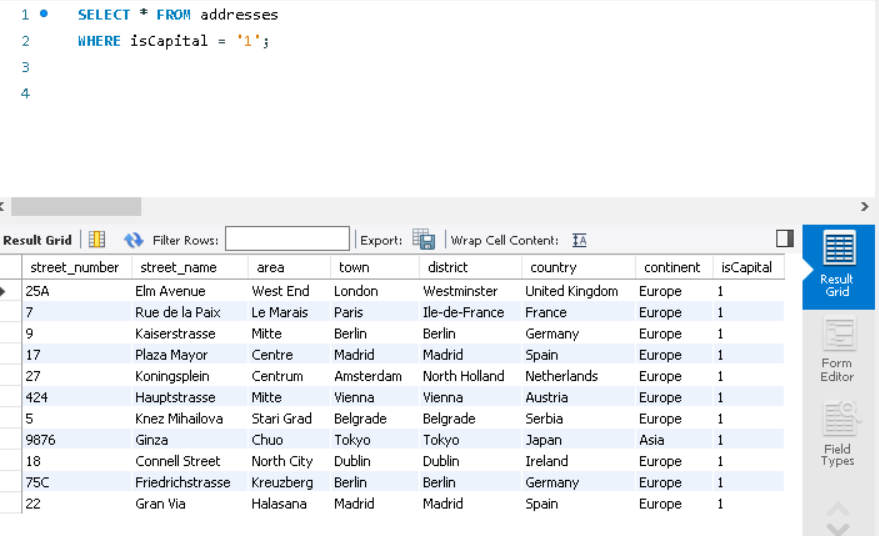 1 SELECT * FROM addresses
2 WHERE isCapital = '1';
3
4
Result Grid Filter Rows: Export: Wrap Cell Content: IA
street_number street_name area town district country continent isCapital
25A Elm Avenue West End London Westminster United Kingdom Europe 1
7 Rue de la Paix Le Marais Paris Ile-de-France France Europe 1
9 Kaiserstrasse Mitte Berlin Berlin Germany Europe 1
17 Plaza Mayor Centre Madrid Madrid Spain Europe 1
27 Koningsplein Centrum Amsterdam North Holland Netherlands Europe 1
424 Hauptstrasse Mitte Vienna Vienna Austria Europe 1
5 Knez Mihailova Stari Grad Belgrade Belgrade Serbia Europe 1
9876 Ginza Chuo Tokyo Tokyo Japan Asia 1
18 Connell Street North City Dublin Dublin Ireland Europe 1
75C Friedrichstrasse Kreuzberg Berlin Berlin Germany Europe 1
22 Gran Via Halasana Madrid Madrid Spain Europe 1
Result
Grid
Form
Editor
Field
Types